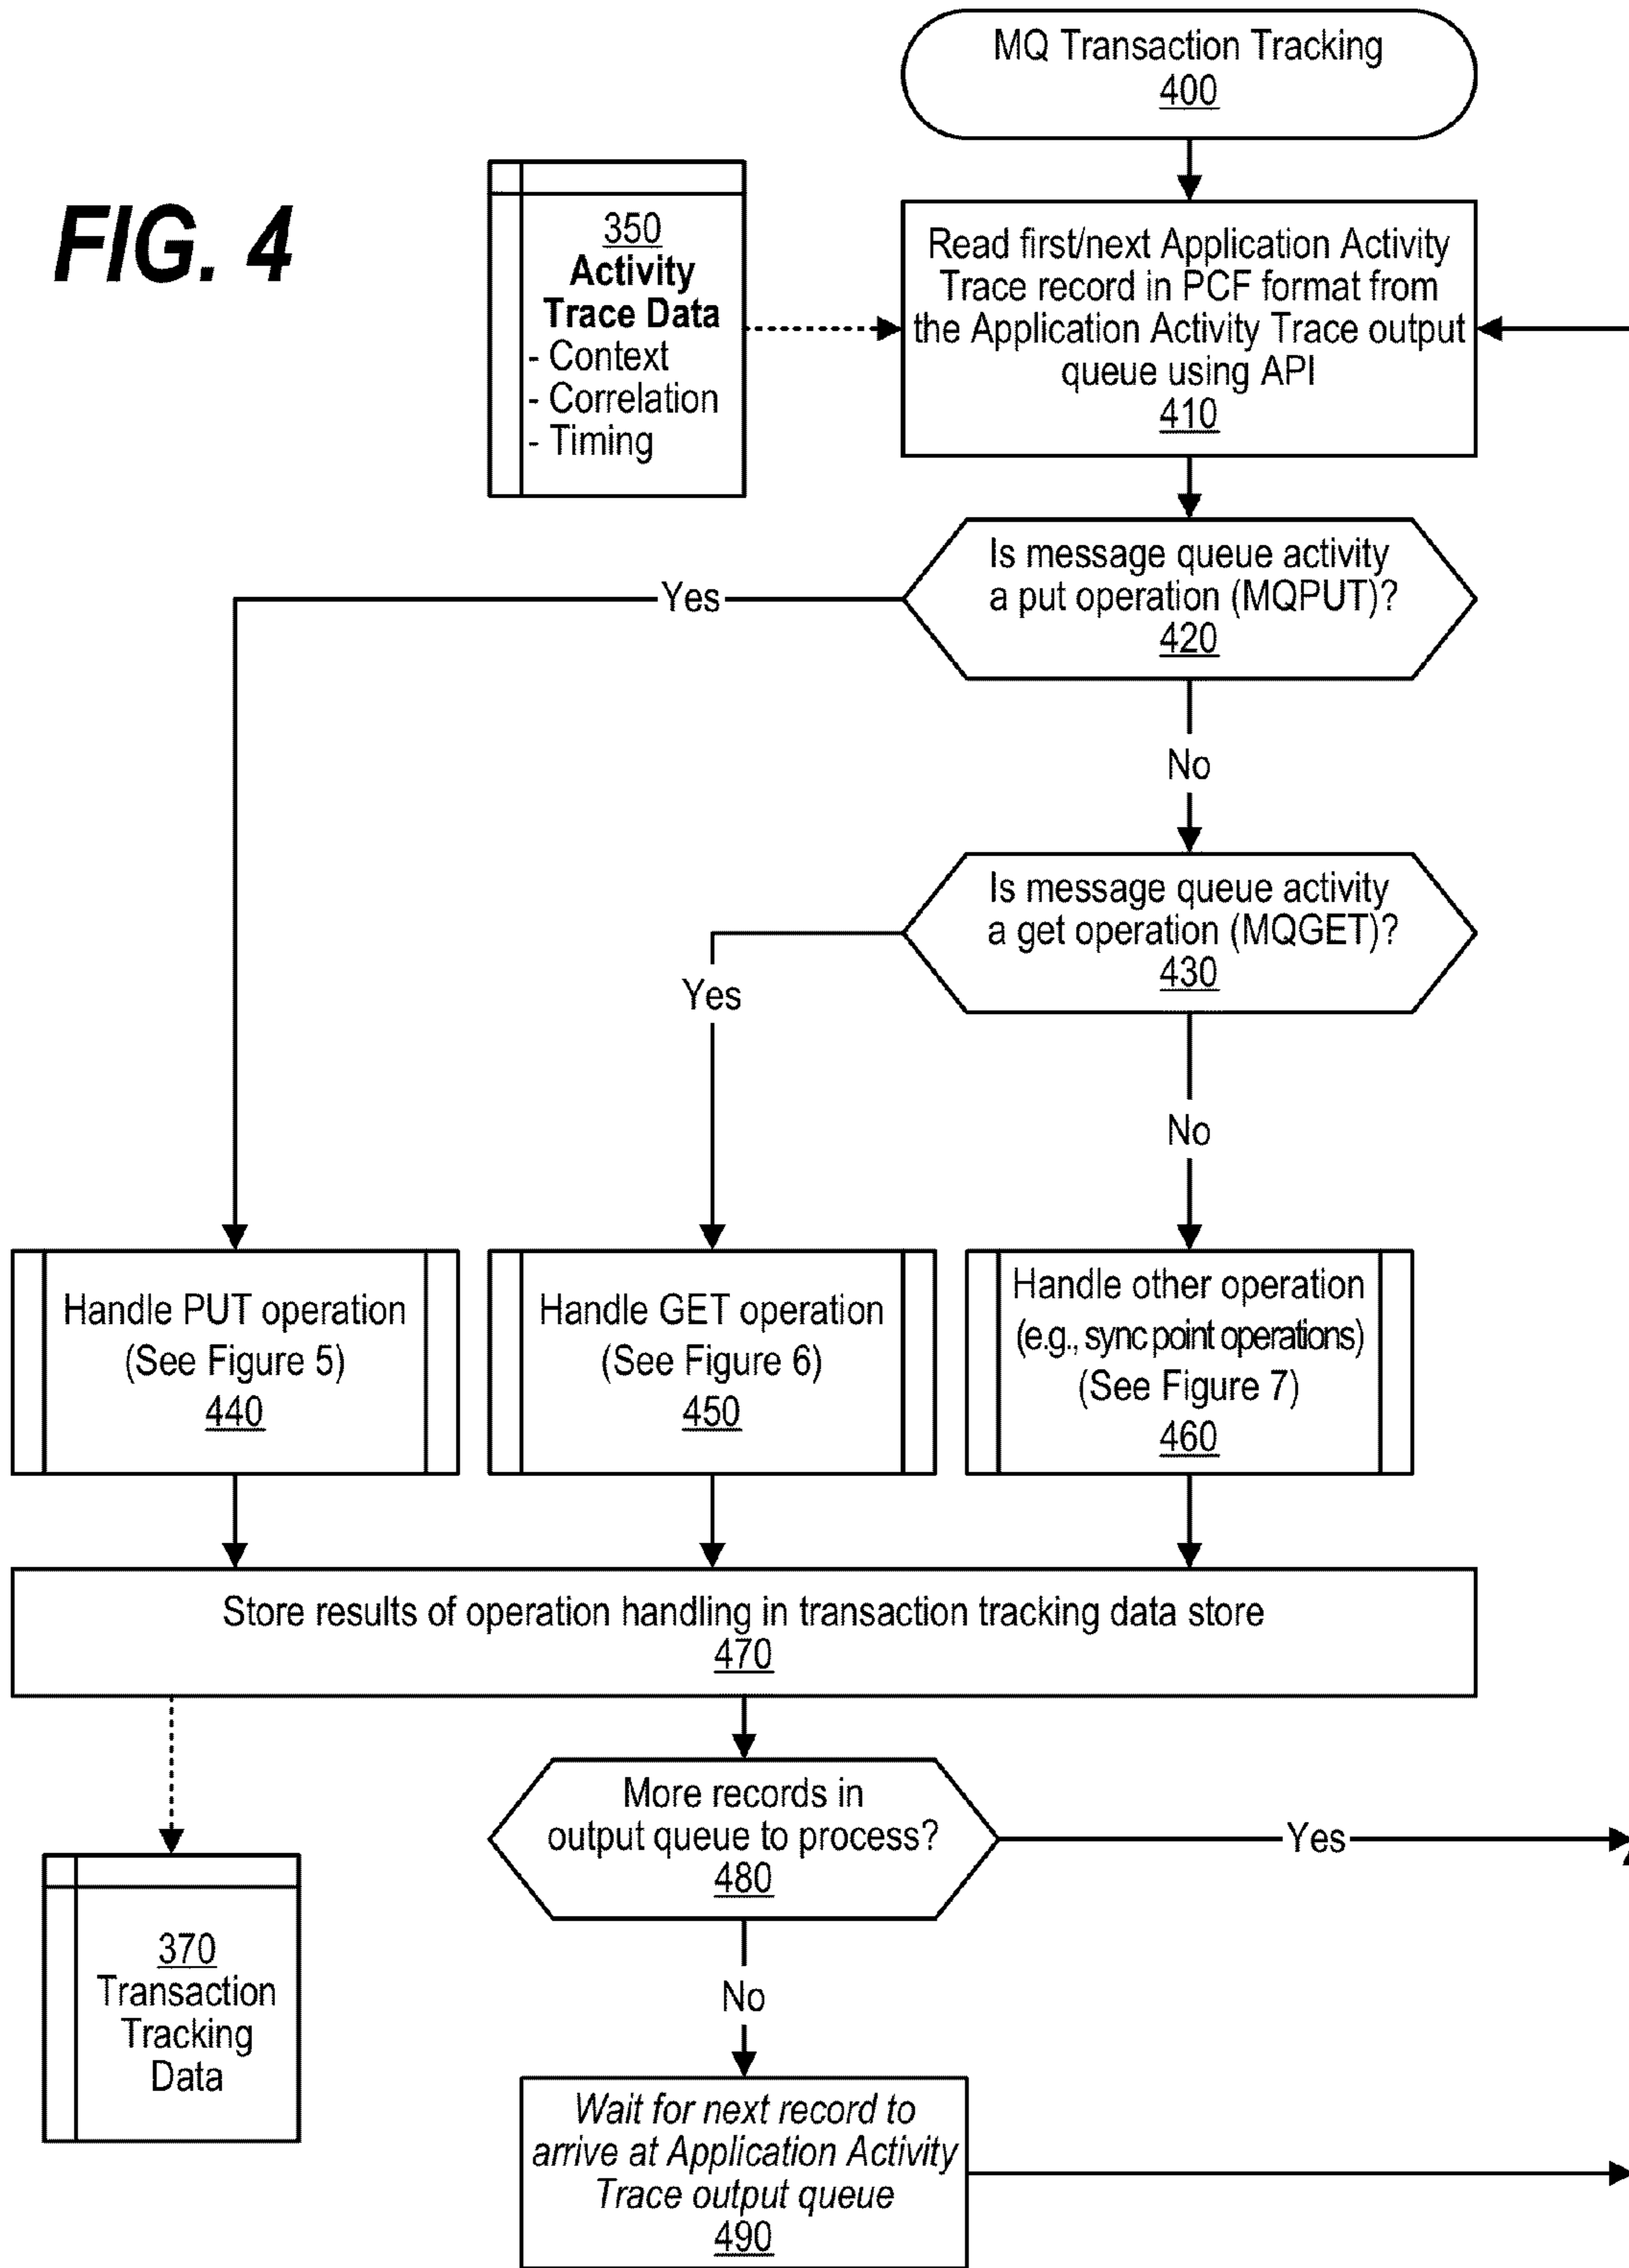 MQ Transaction Tracking
400
FIG. 4
350
Activity
Trace Data
- Context
- Correlation
- Timing
Read first/next Application Activity
Trace record in PCF format from
the Application Activity Trace output
queue using API
410
Is message queue activity
a put operation (MQPUT)?
420
Yes
No
Is message queue activity
a get operation (MQGET)?
430
Yes
No
Handle PUT operation
(See Figure 5)
440
Handle GET operation
(See Figure 6)
450
Handle other operation
(e.g., sync point operations)
(See Figure 7)
460
Store results of operation handling in transaction tracking data store
470
More records in
output queue to process?
480
Yes
370
Transaction
Tracking
Data
No
Wait for next record to
arrive at Application Activity
Trace output queue
490